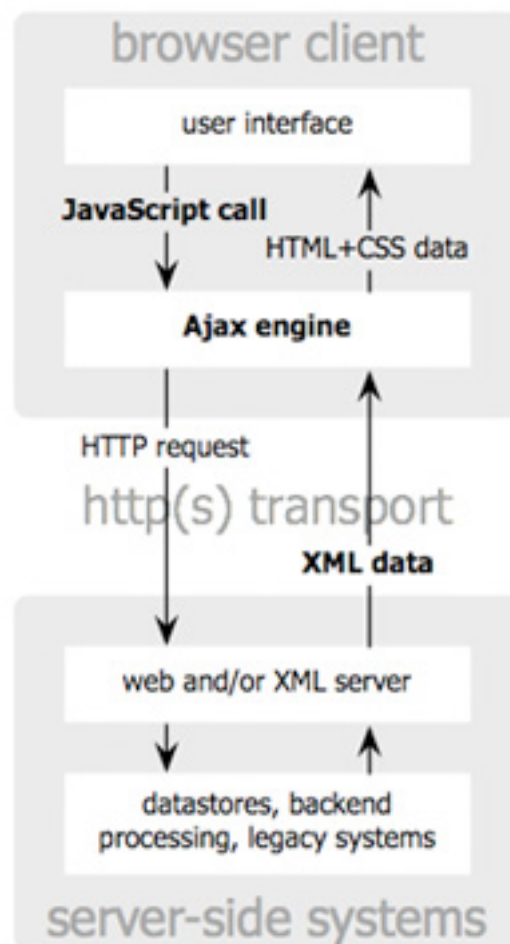 browser client
user interface
JavaScript call
HTML+CSS data
Ajax engine
HTTP request
http(s) transport
XML data
web and/or XML server
datastores, backend
processing, legacy systems
server-side systems